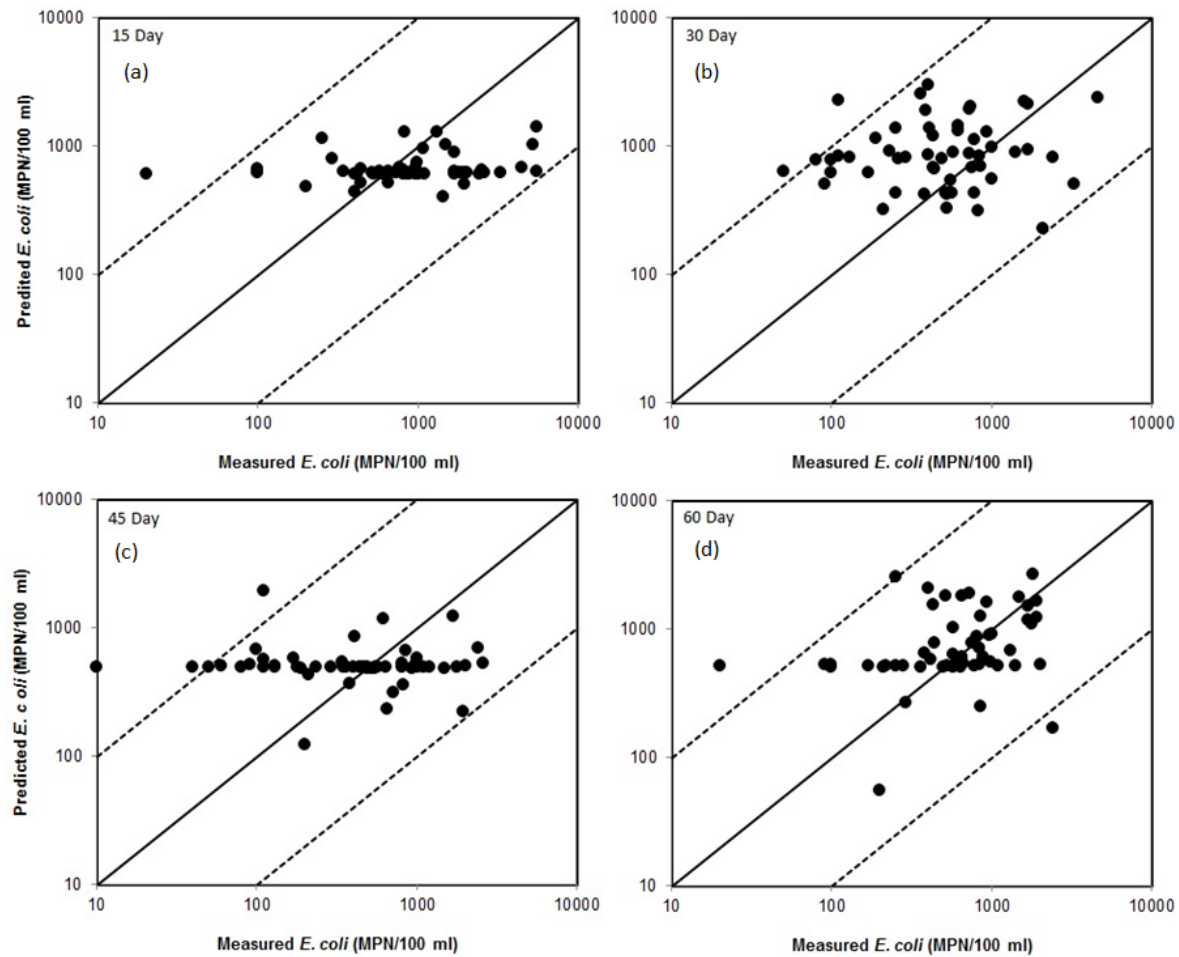 10000
1000
100
10
Predited E. coli (MPN/100 ml)
15 Day
(a)
10 100 1000 10000
Measured E. coli (MPN/100 ml)
10000
1000
100
10
30 Day
(b)
10 100 1000 10000
Measured E. coli (MPN/100 ml)
10000
1000
100
10
Predicted E. c oli (MPN/100 ml)
45 Day
(c)
10 100 1000 10000
Measured E. coli (MPN/100 ml)
10000
1000
100
10
60 Day
(d)
10 100 1000 10000
Measured E. coli (MPN/100 ml)